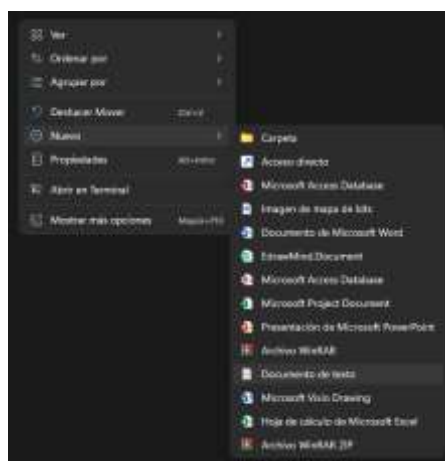 Ver
Ordenar por
Agrupar por
Deshacer Mover Ctrl+Z
Nuevo
Propiedades Alt+Intro
Abrir en Terminal
Mostrar más opciones Mayús+F10
Carpeta
Acceso directo
Microsoft Access Database
Imagen de mapa de bits
Documento de Microsoft Word
EdrawMind.Document
Microsoft Access Database
Microsoft Project Document
Presentación de Microsoft PowerPoint
Archivo WinRAR
Documento de texto
Microsoft Visio Drawing
Hoja de cálculo de Microsoft Excel
Archivo WinRAR ZIP